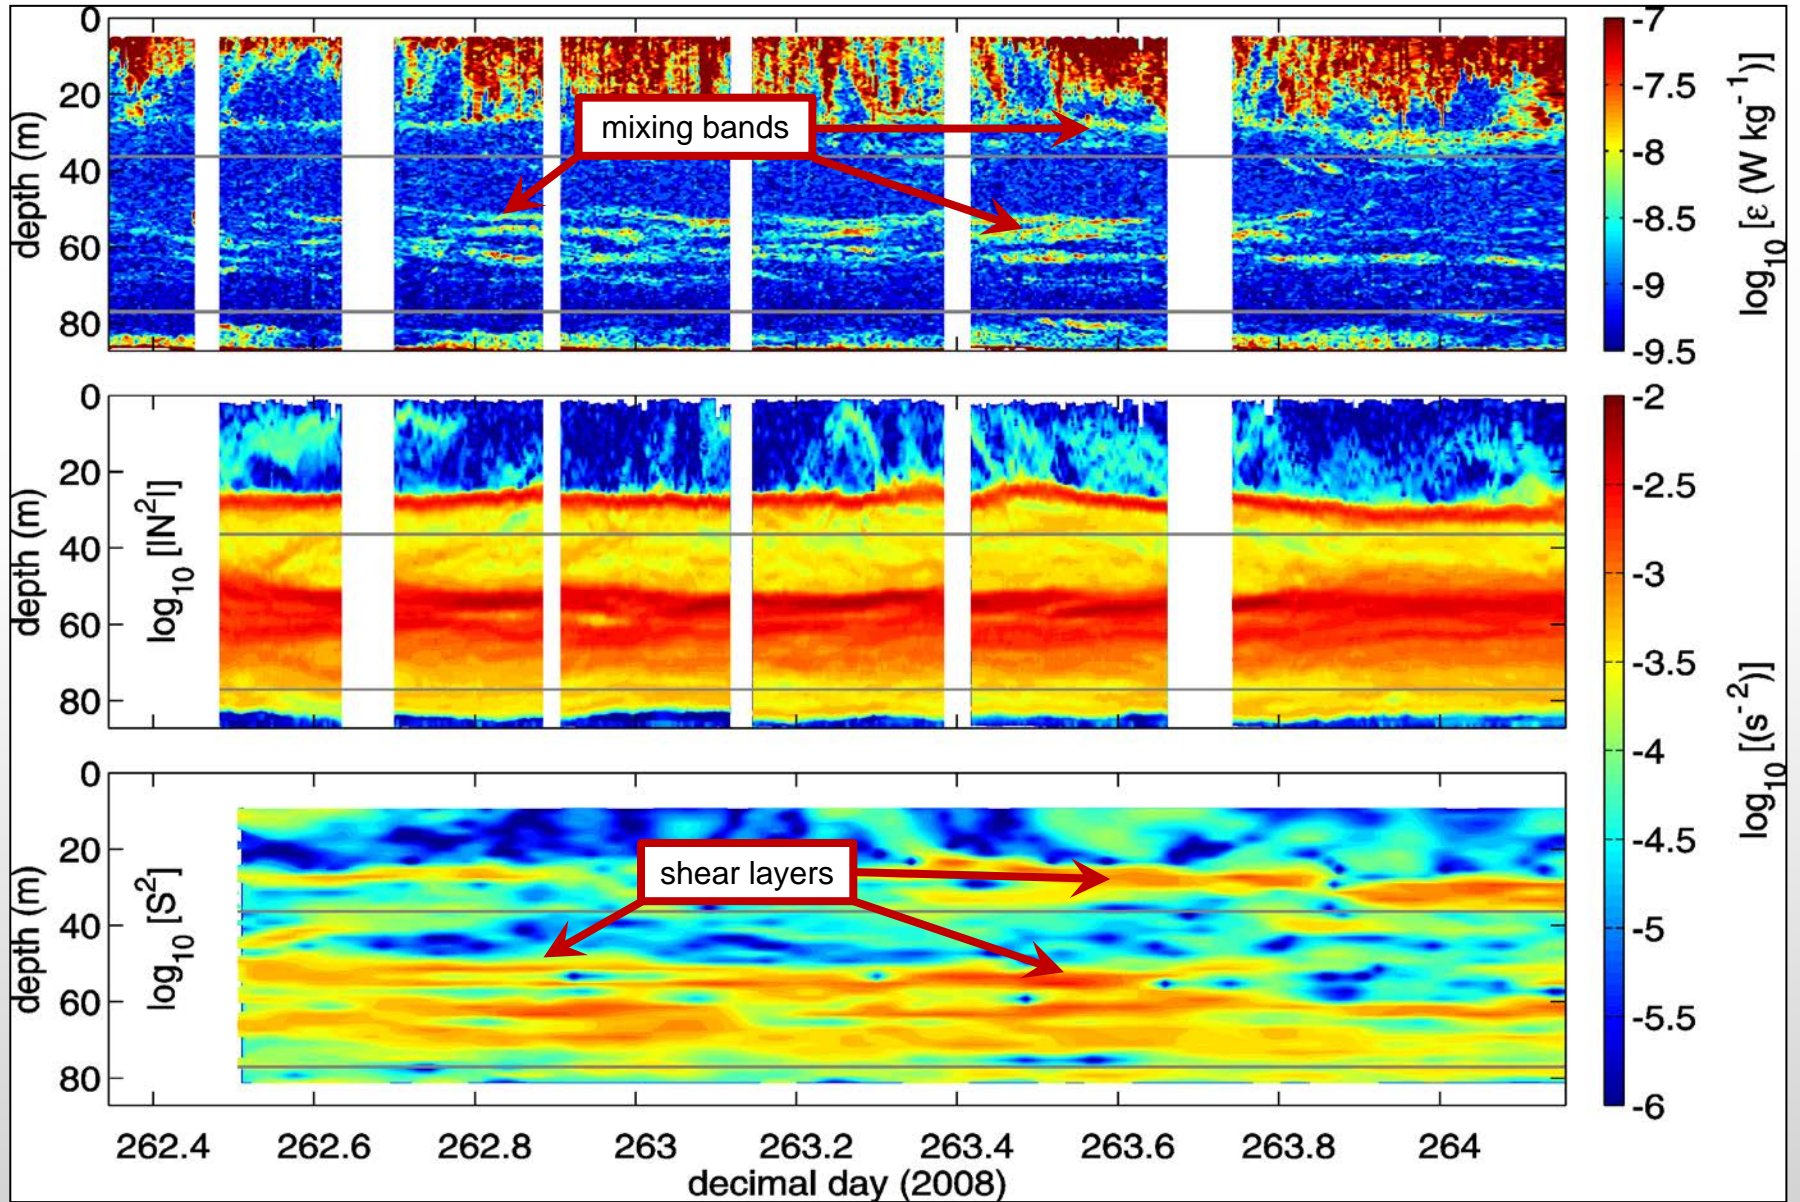 0
20
40
60
80
depth (m)
mixing bands
-7
-7.5
-8
-8.5
-9
-9.5
log10 [ε (W kg-1)]
0
20
40
60
80
depth (m)
log10 [|N2|]
0
20
40
60
80
depth (m)
log10 [S2]
shear layers
-2
-2.5
-3
-3.5
-4
-4.5
-5
-5.5
-6
log10 [(s-2)]
262.4 262.6 262.8 263 263.2 263.4 263.6 263.8 264
decimal day (2008)